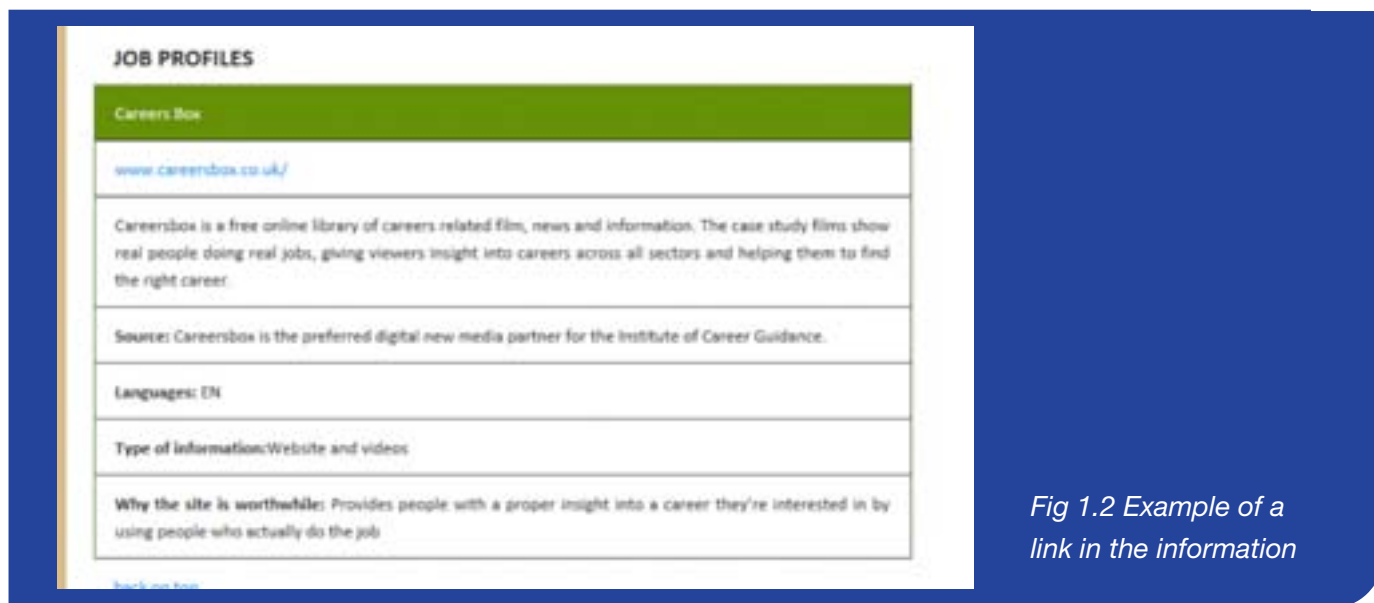 JOB PROFILES
Careers Box
www.careersbox.co.uk/
Careersbox is a free online library of careers related film, news and information. The case study films show
real people doing real jobs, giving viewers insight into careers across all sectors and helping them to find
the right career.
Source: Careersbox is the preferred digital new media partner for the Institute of Career Guidance.
Languages: EN
Type of information:Website and videos
Why the site is worthwhile: Provides people with a proper insight into a career they're interested in by
using people who actually do the job
back on top
Fig 1.2 Example of a
link in the information